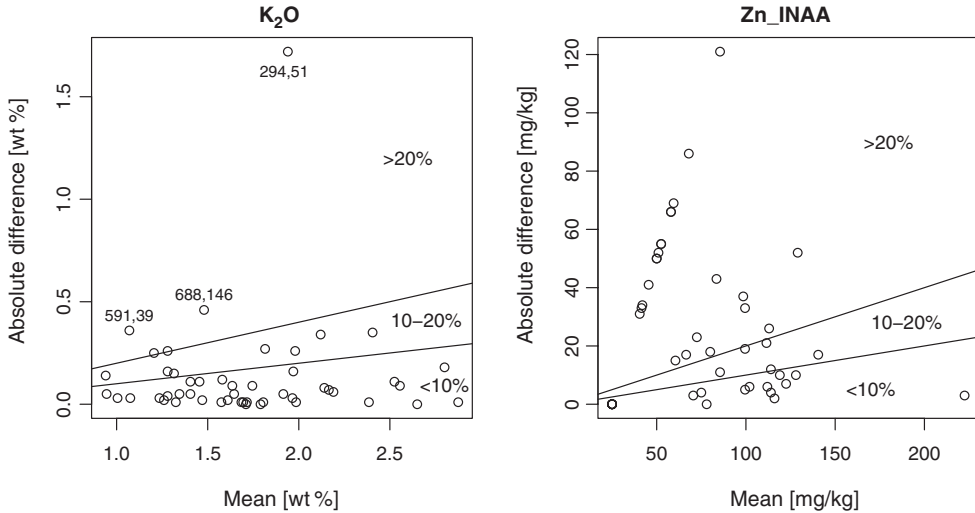 K₂O
Absolute difference [wt %]
1.5
1.0
0.5
0.0
294,51
>20%
688,146
591,39
10–20%
<10%
1.0 1.5 2.0 2.5
Mean [wt %]
Zn_INAA
Absolute difference [mg/kg]
120
100
80
60
40
20
0
>20%
10–20%
<10%
50 100 150 200
Mean [mg/kg]